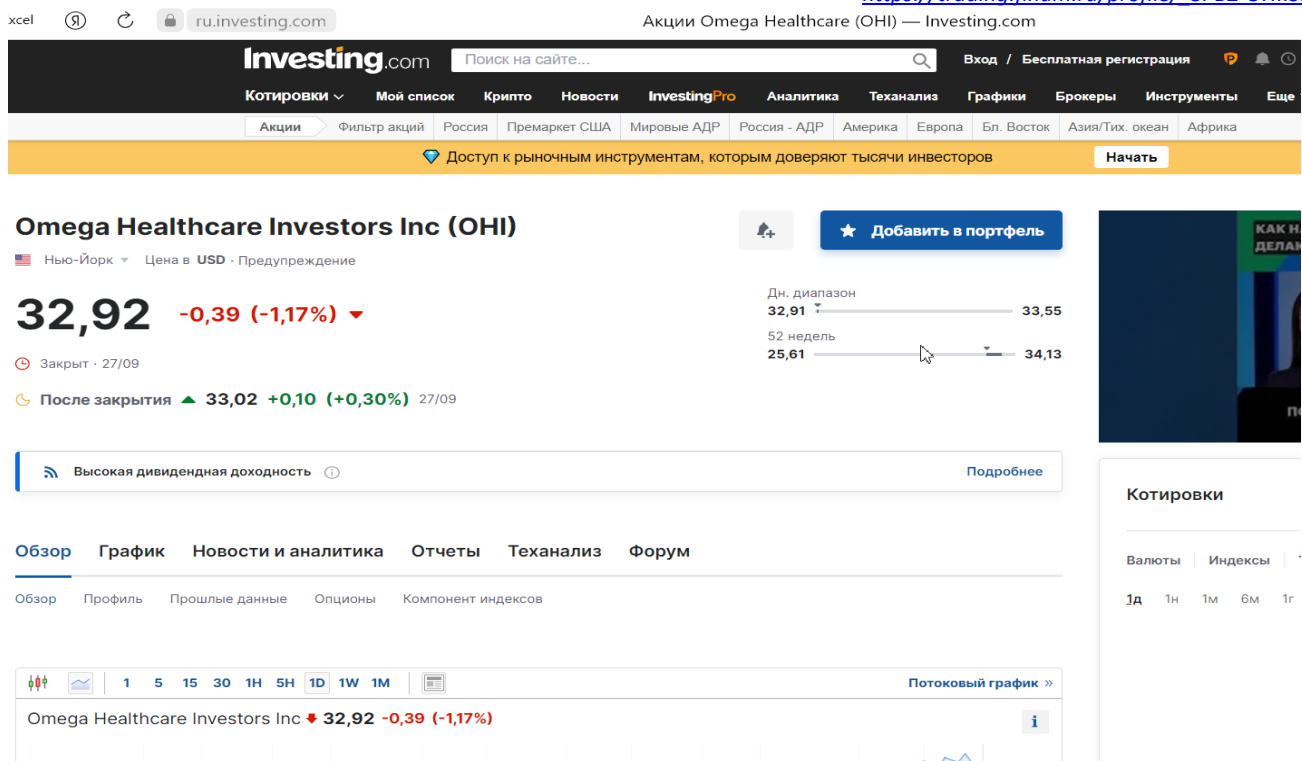 xcel ru.investing.com Акции Omega Healthcare (OHI) — Investing.com
Investing.com Поиск на сайте... Вход / Бесплатная регистрация
Котировки Мой список Крипто Новости InvestingPro Аналитика Теханализ Графики Брокеры Инструменты Еще
Акции Фильтр акций Россия Премаркет США Мировые АДР Россия - АДР Америка Европа Бл. Восток Азия/Тих. океан Африка
Доступ к рыночным инструментам, которым доверяют тысячи инвесторов Начать
Omega Healthcare Investors Inc (OHI)
Добавить в портфель
Нью-Йорк Цена в USD · Предупреждение
32,92 -0,39 (-1,17%)
Дн. диапазон
32,91 33,55
52 недель
25,61 34,13
Закрыт · 27/09
После закрытия 33,02 +0,10 (+0,30%) 27/09
Высокая дивидендная доходность Подробнее
Обзор График Новости и аналитика Отчеты Теханализ Форум
Обзор Профиль Прошлые данные Опционы Компонент индексов
1 5 15 30 1H 5H 1D 1W 1M Потоковый график »
Omega Healthcare Investors Inc 32,92 -0,39 (-1,17%)
Котировки
Валюты Индексы
1д 1н 1м 6м 1г